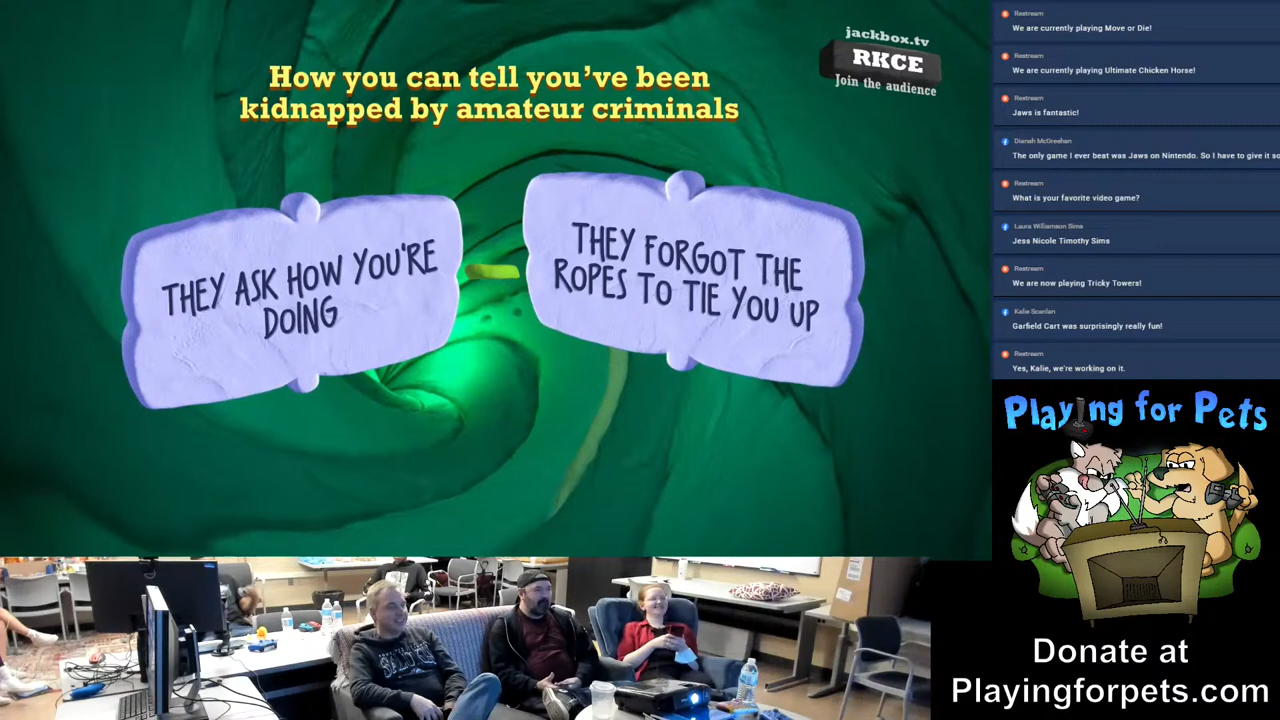 How you can tell you've been
kidnapped by amateur criminals
jackbox.tv
RKCE
Join the audience
THEY ASK HOW YOU'RE
DOING
THEY FORGOT THE
ROPES TO TIE YOU UP
Restream
We are currently playing Move or Die!
Restream
We are currently playing Ultimate Chicken Horse!
Restream
Jaws is fantastic!
Dianah McGreehan
The only game I ever beat was Jaws on Nintendo. So I have to give it so
Restream
What is your favorite video game?
Laura Williamson Sims
Jess Nicole Timothy Sims
Restream
We are now playing Tricky Towers!
Kalie Scanlan
Garfield Cart was surprisingly really fun!
Restream
Yes, Kalie, we're working on it.
Playing for Pets
Donate at
Playingforpets.com